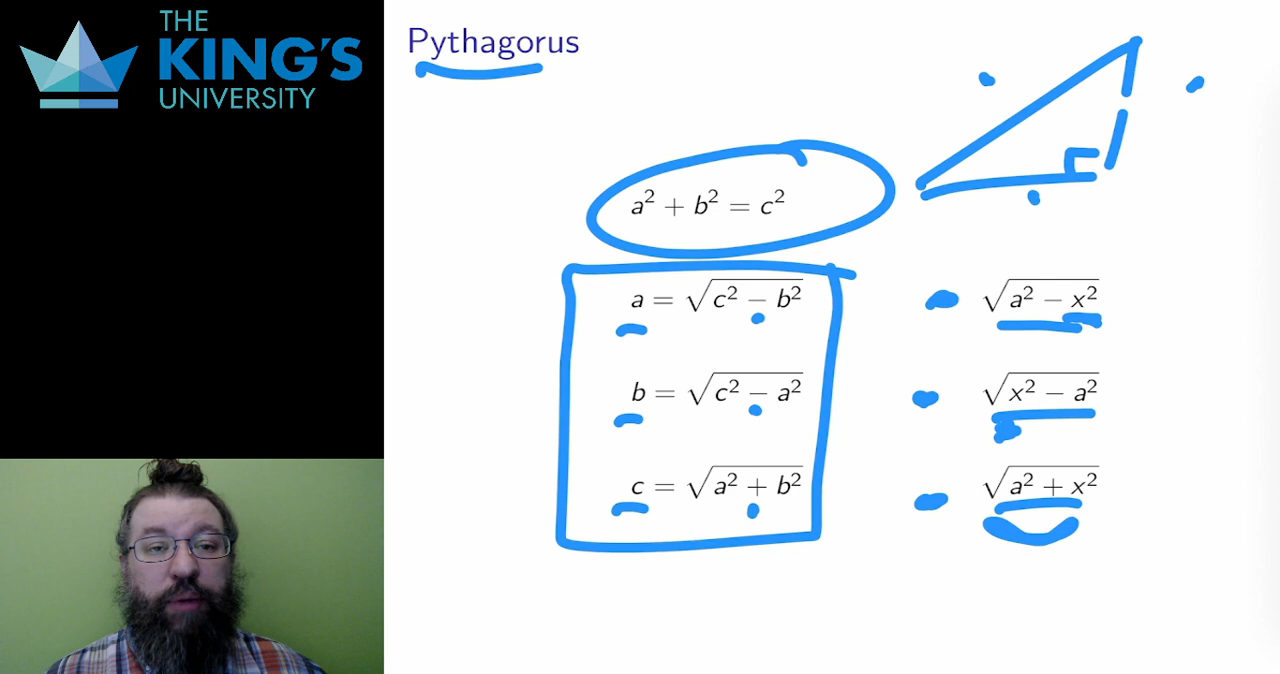 THE
KING'S
UNIVERSITY
Pythagorus
a² + b² = c²
a = √(c² − b²)
√(a² − x²)
b = √(c² − a²)
√(x² − a²)
c = √(a² + b²)
√(a² + x²)